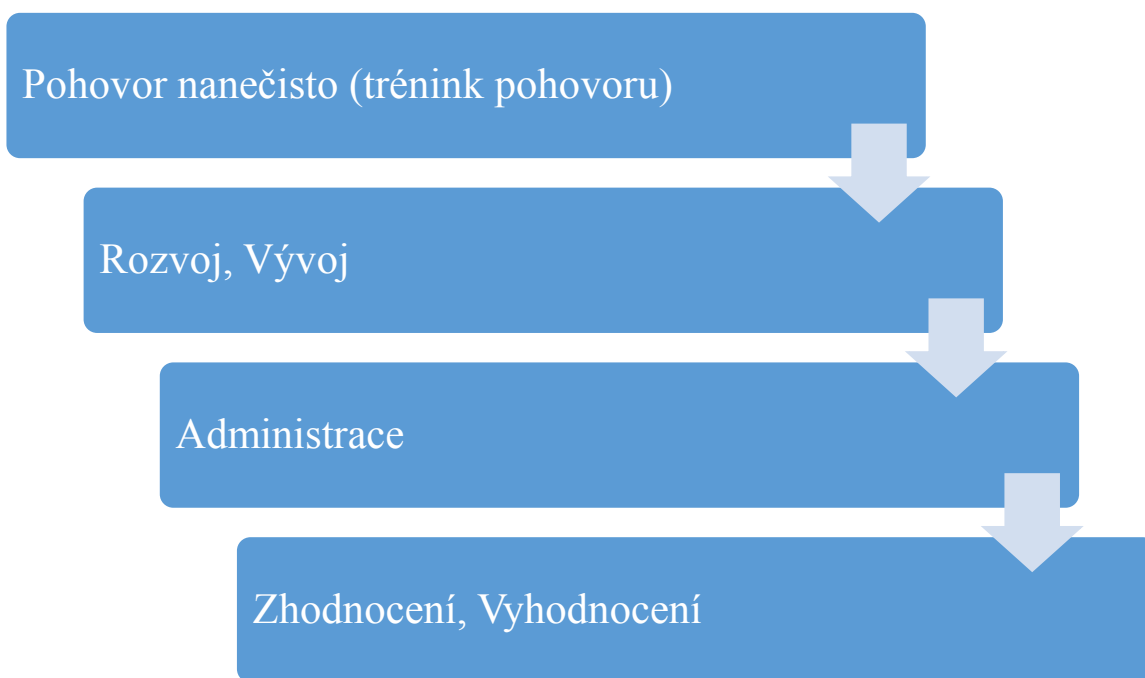 Pohovor nanečisto (trénink pohovoru)
Rozvoj, Vývoj
Administrace
Zhodnocení, Vyhodnocení